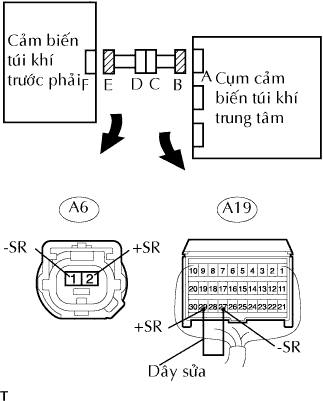 Cảm biến
túi khí
trước phải
F
E
D
C
B
A
Cụm cảm
biến túi khí
trung tâm
A6
A19
-SR
+SR
1 2
10 9 8 7 6 5 4 3 2 1
20 19 18 17 16 15 14 13 12 11
30 29 28 27 26 25 24 23 22 21
+SR
-SR
Dây sửa
T